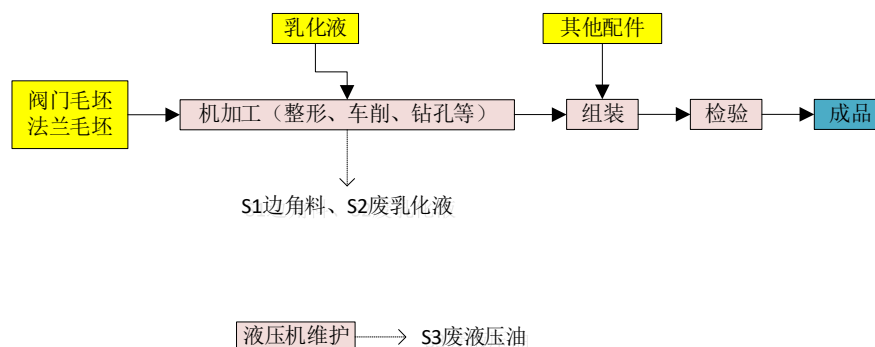 乳化液
其他配件
阀门毛坯
法兰毛坯
机加工（整形、车削、钻孔等）
组装
检验
成品
S1边角料、S2废乳化液
液压机维护
S3废液压油